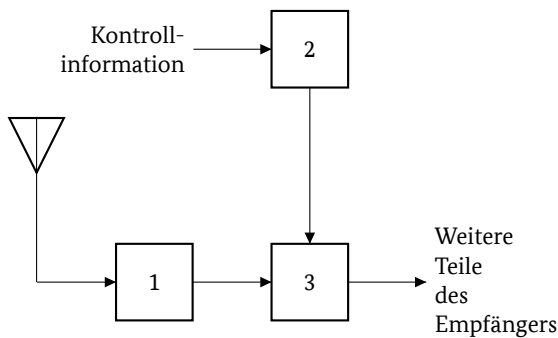 Kontroll-
information
2
1
3
Weitere
Teile
des
Empfängers